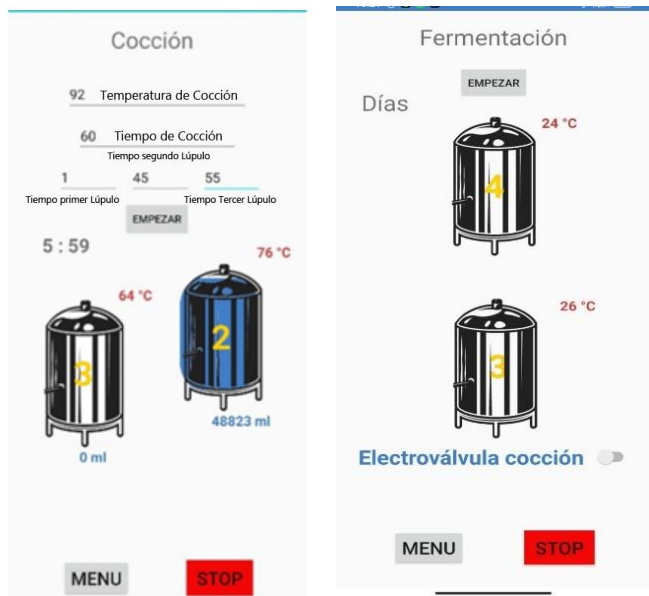 Cocción
92 Temperatura de Cocción
60 Tiempo de Cocción
Tiempo segundo Lúpulo
1 45 55
Tiempo primer Lúpulo Tiempo Tercer Lúpulo
EMPEZAR
5 : 59
76 °C
64 °C
2
3
48823 ml
0 ml
MENU STOP
Fermentación
EMPEZAR
Días
24 °C
4
26 °C
3
Electroválvula cocción
MENU STOP